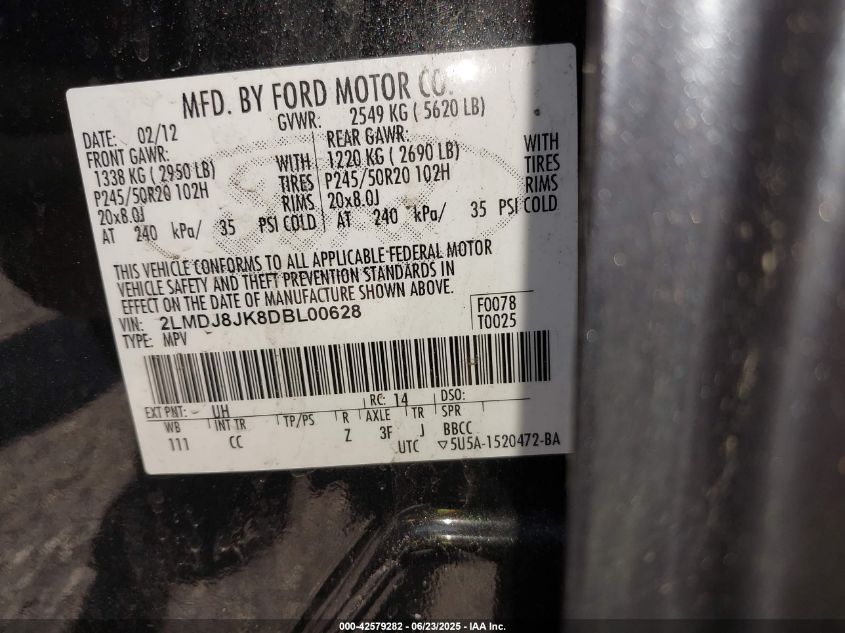 MFD. BY FORD MOTOR CO.
DATE: 02/12 GVWR: 2549 KG ( 5620 LB)
FRONT GAWR: REAR GAWR:
1338 KG ( 2950 LB) WITH 1220 KG ( 2690 LB) WITH
P245/50R20 102H TIRES P245/50R20 102H TIRES
20x8.0J RIMS 20x8.0J RIMS
AT 240 kPa/ 35 PSI COLD AT 240 kPa/ 35 PSI COLD
THIS VEHICLE CONFORMS TO ALL APPLICABLE FEDERAL MOTOR
VEHICLE SAFETY AND THEFT PREVENTION STANDARDS IN
EFFECT ON THE DATE OF MANUFACTURE SHOWN ABOVE.
VIN: 2LMDJ8JK8DBL00628 F0078
TYPE: MPV T0025
EXT PNT: UH RC: 14 DSO:
WB INT TR TP/PS R AXLE TR SPR
111 CC Z 3F J BBCC
UTC ▽5U5A-1520472-BA
000-42579282 - 06/23/2025 - IAA Inc.